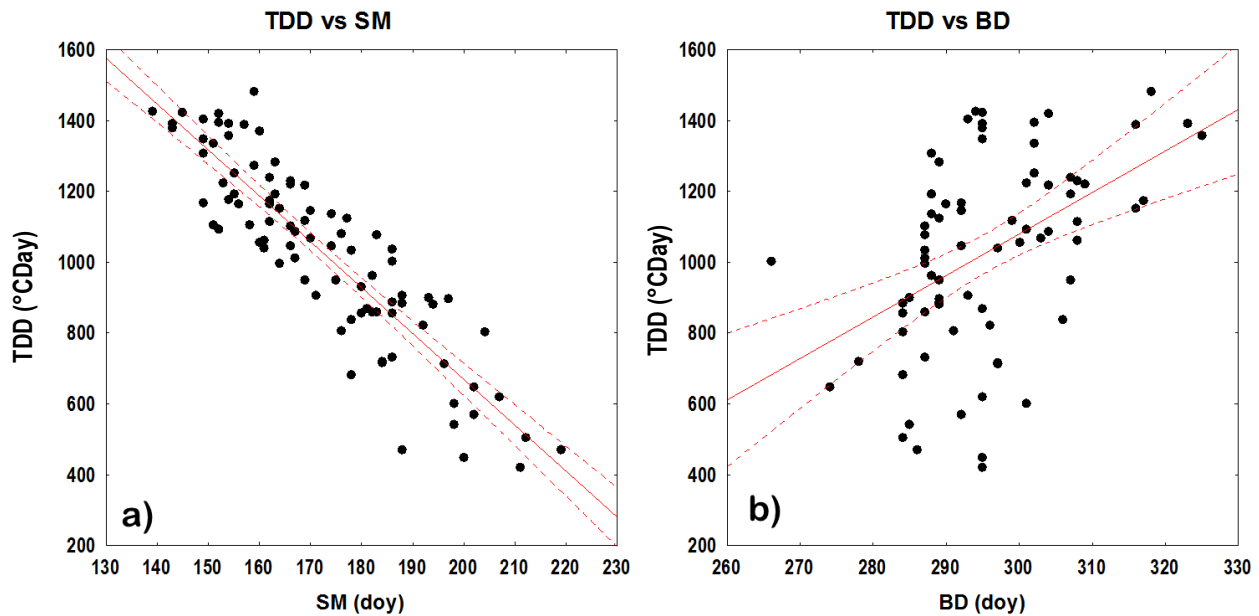 TDD vs SM
TDD (°CDay)
1600
1400
1200
1000
800
600
400
200
a)
130 140 150 160 170 180 190 200 210 220 230
SM (doy)
TDD vs BD
TDD (°CDay)
1600
1400
1200
1000
800
600
400
200
b)
260 270 280 290 300 310 320 330
BD (doy)